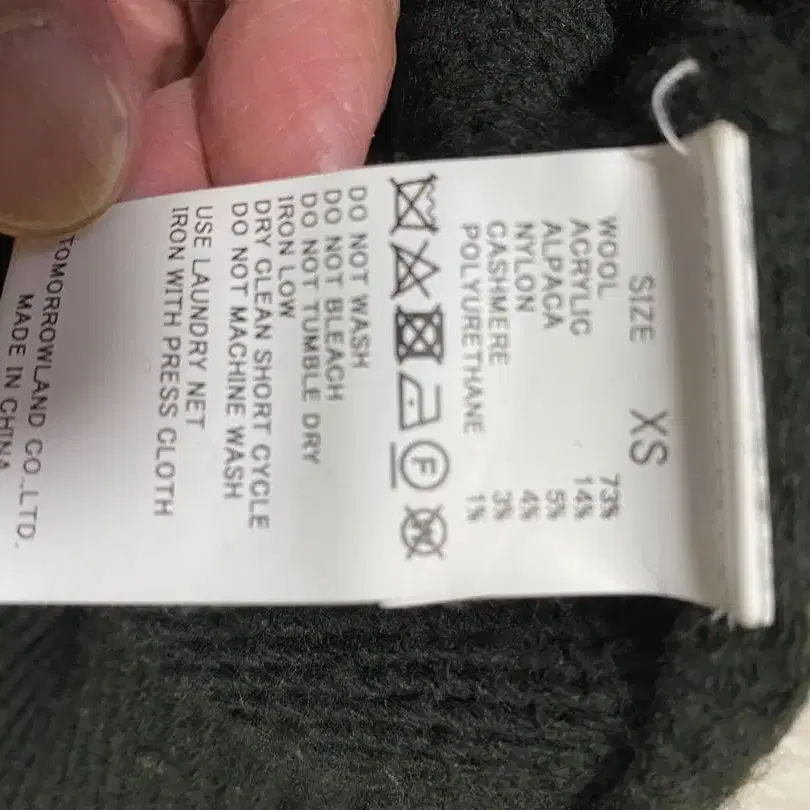 SIZE XS
WOOL 73%
ACRYLIC 14%
ALPACA 5%
NYLON 4%
CASHMERE 3%
POLYURETHANE 1%
F
W
DO NOT WASH
DO NOT BLEACH
DO NOT TUMBLE DRY
IRON LOW
DRY CLEAN SHORT CYCLE
DO NOT MACHINE WASH
USE LAUNDRY NET
IRON WITH PRESS CLOTH
TOMORROWLAND CO.,LTD.
MADE IN CHINA